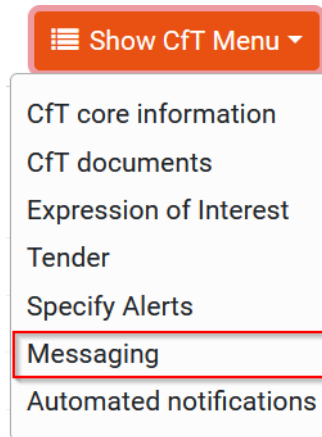 Show CfT Menu
CfT core information
CfT documents
Expression of Interest
Tender
Specify Alerts
Messaging
Automated notifications